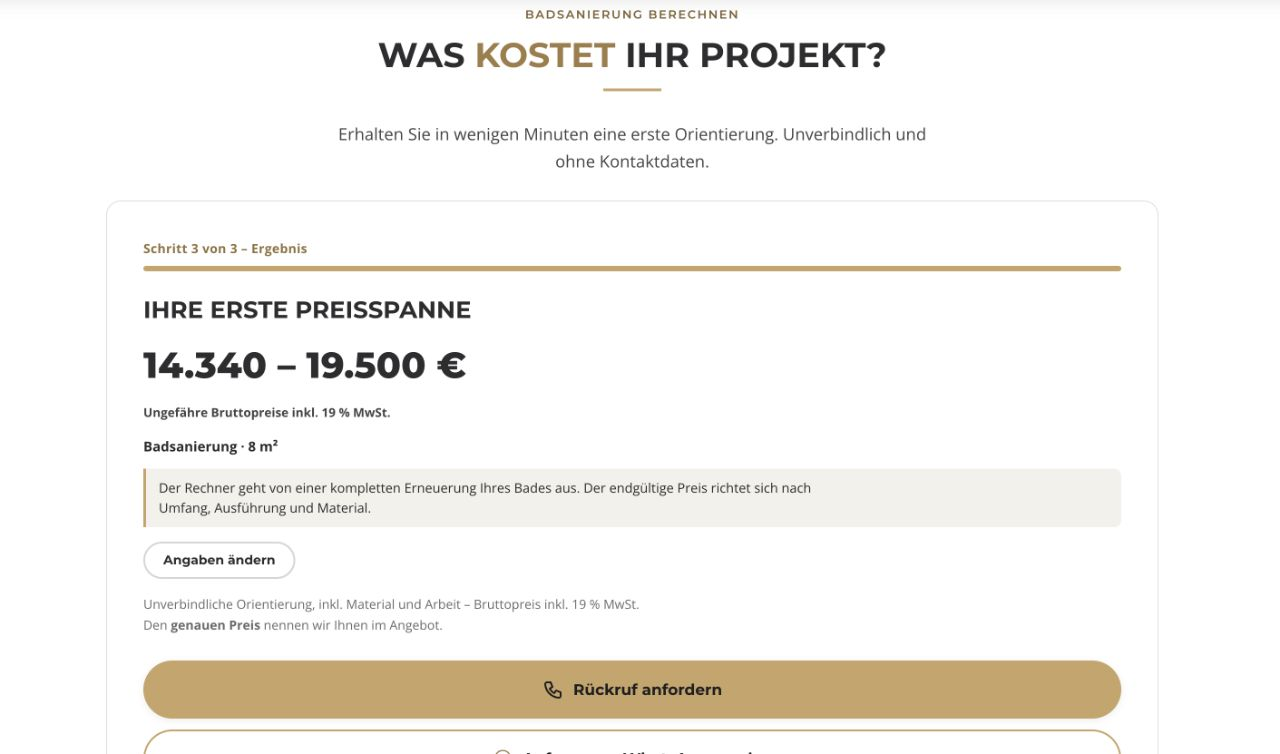 BADSANIERUNG BERECHNEN
WAS KOSTET IHR PROJEKT?
Erhalten Sie in wenigen Minuten eine erste Orientierung. Unverbindlich und
ohne Kontaktdaten.
Schritt 3 von 3 – Ergebnis
IHRE ERSTE PREISSPANNE
14.340 – 19.500 €
Ungefähre Bruttopreise inkl. 19 % MwSt.
Badsanierung · 8 m²
Der Rechner geht von einer kompletten Erneuerung Ihres Bades aus. Der endgültige Preis richtet sich nach
Umfang, Ausführung und Material.
Angaben ändern
Unverbindliche Orientierung, inkl. Material und Arbeit – Bruttopreis inkl. 19 % MwSt.
Den genauen Preis nennen wir Ihnen im Angebot.
Rückruf anfordern